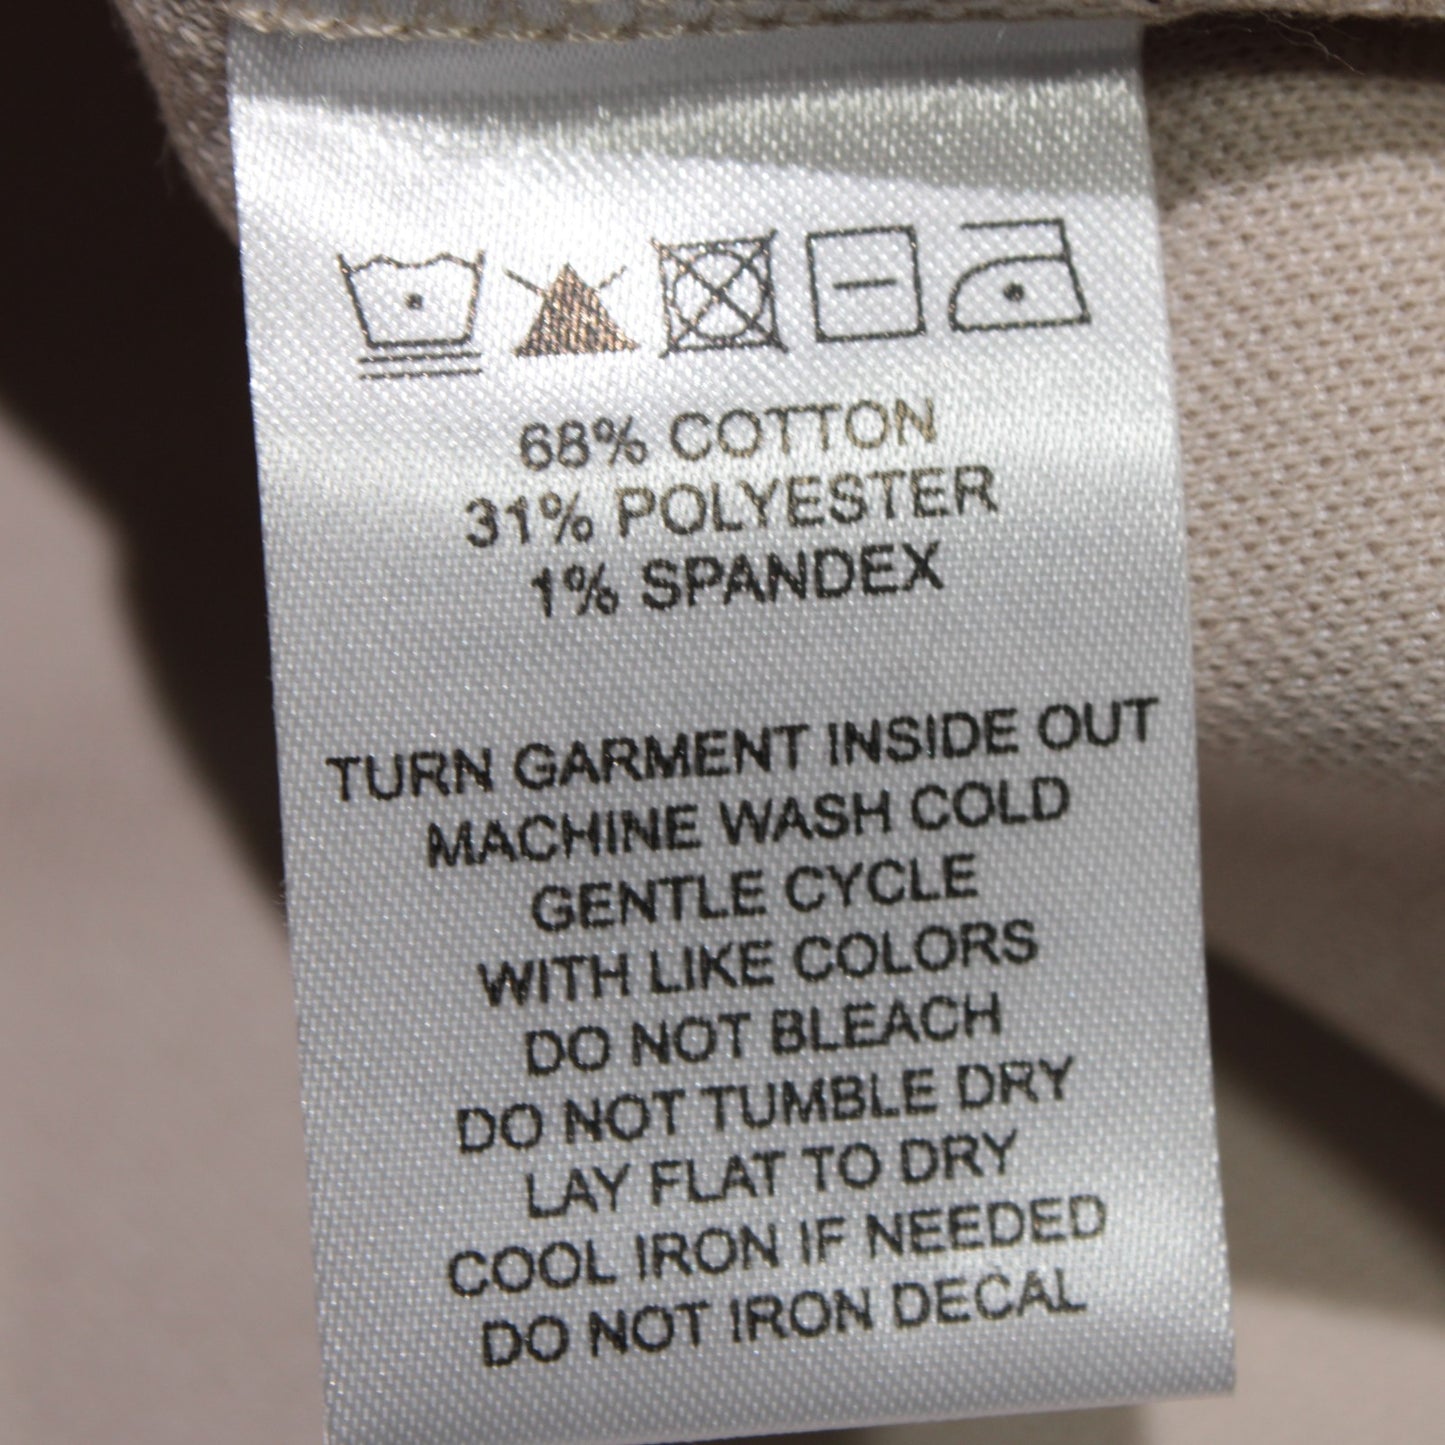 68% COTTON
31% POLYESTER
1% SPANDEX
TURN GARMENT INSIDE OUT
MACHINE WASH COLD
GENTLE CYCLE
WITH LIKE COLORS
DO NOT BLEACH
DO NOT TUMBLE DRY
LAY FLAT TO DRY
COOL IRON IF NEEDED
DO NOT IRON DECAL